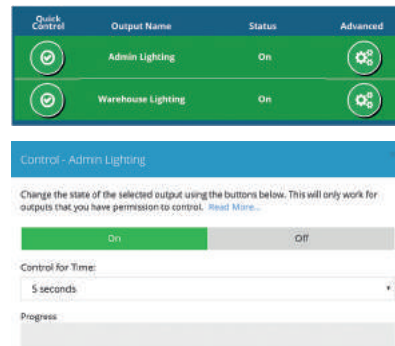 Quick Control Output Name Status Advanced
Admin Lighting On
Warehouse Lighting On
Control - Admin Lighting
Change the state of the selected output using the buttons below. This will only work for
outputs that you have permission to control. Read More...
On Off
Control for Time:
5 seconds
Progress